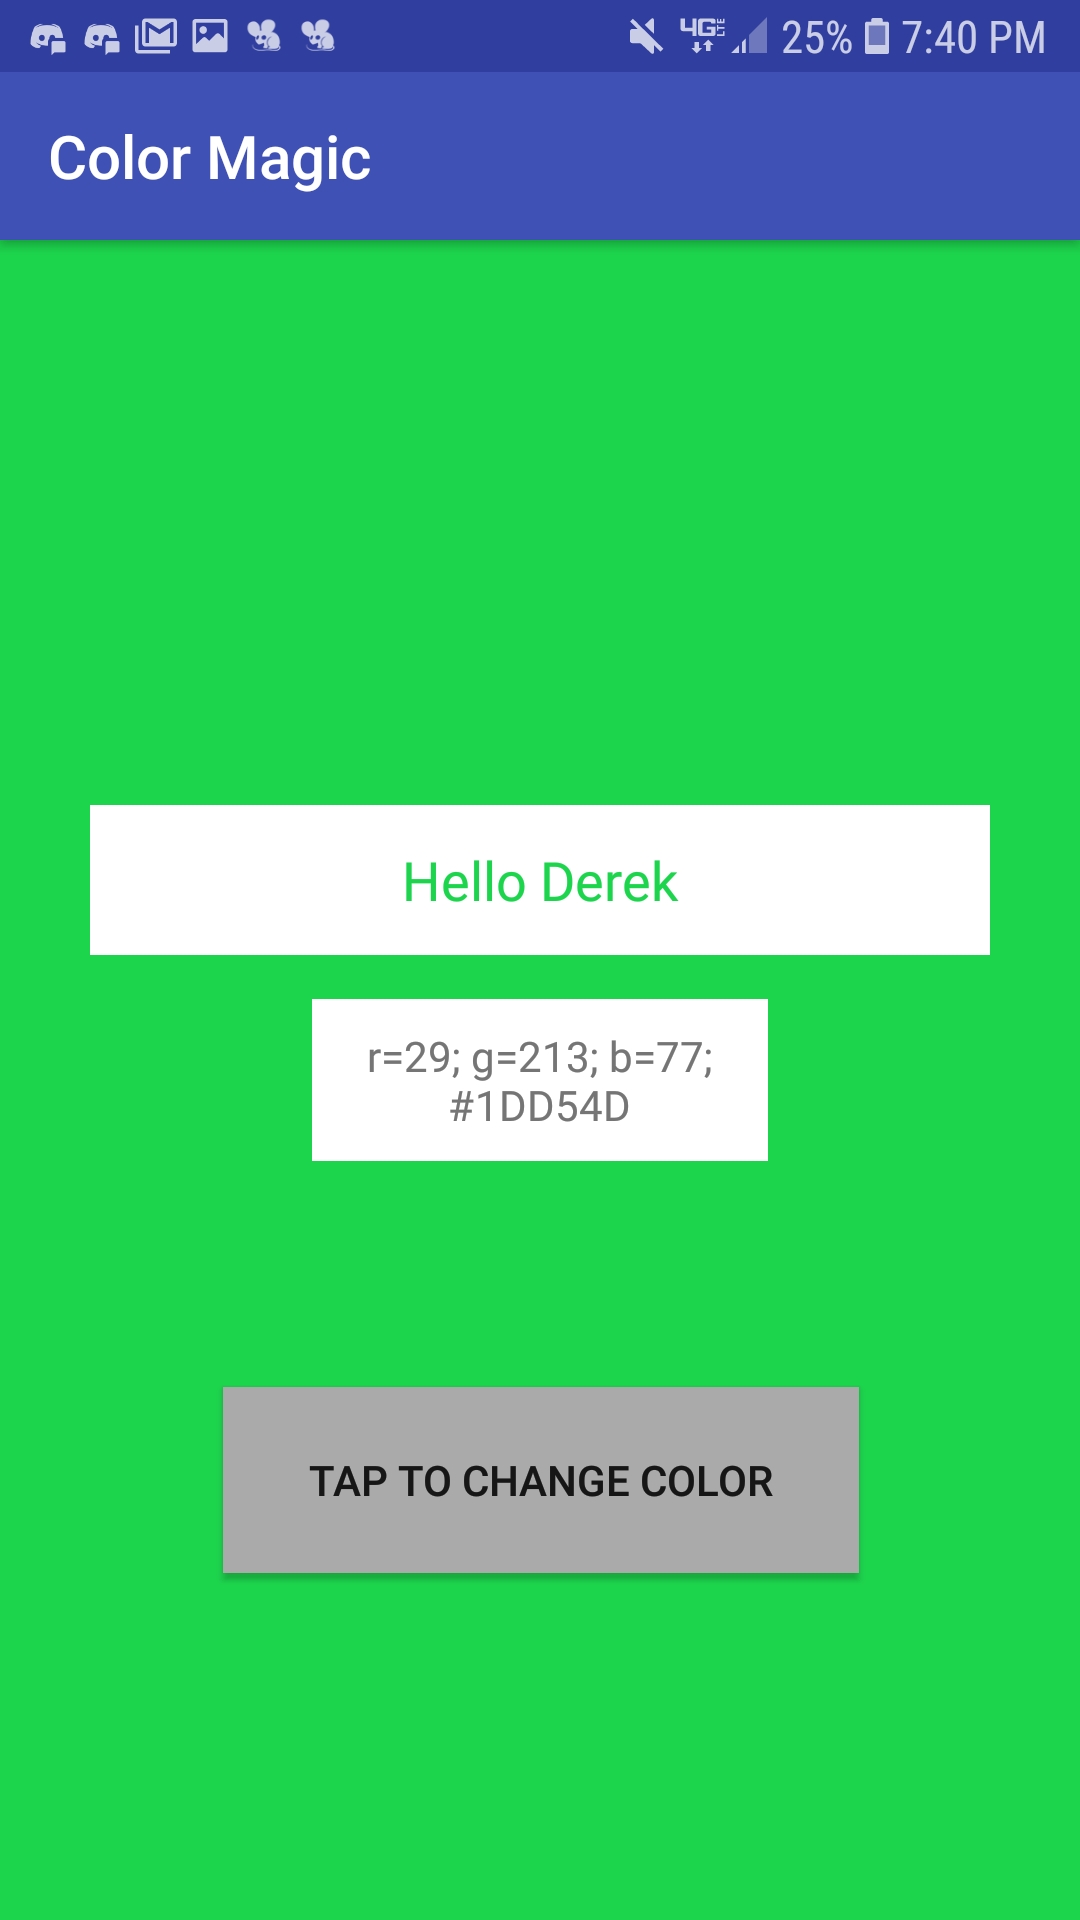 4G LTE 25% 7:40 PM
Color Magic
Hello Derek
r=29; g=213; b=77;
#1DD54D
TAP TO CHANGE COLOR